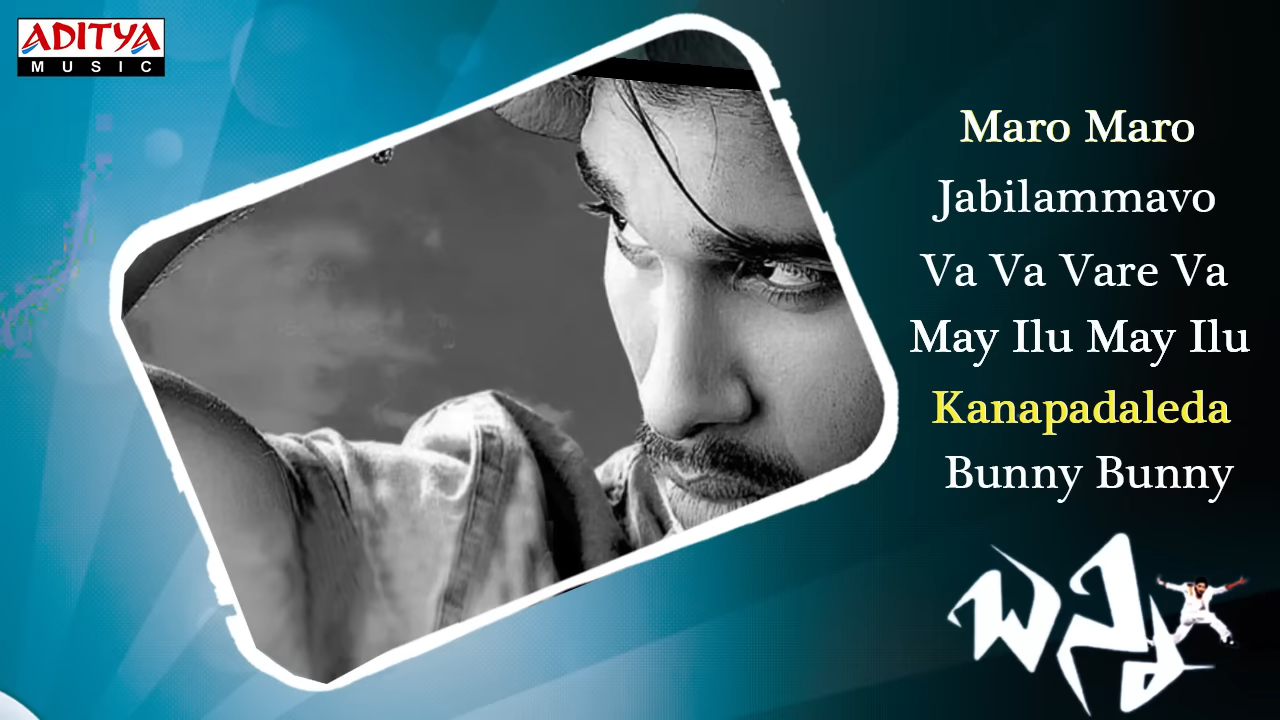 ADITYA
MUSIC
Maro Maro
Jabilammavo
Va Va Vare Va
May Ilu May Ilu
Kanapadaleda
Bunny Bunny
బన్ని